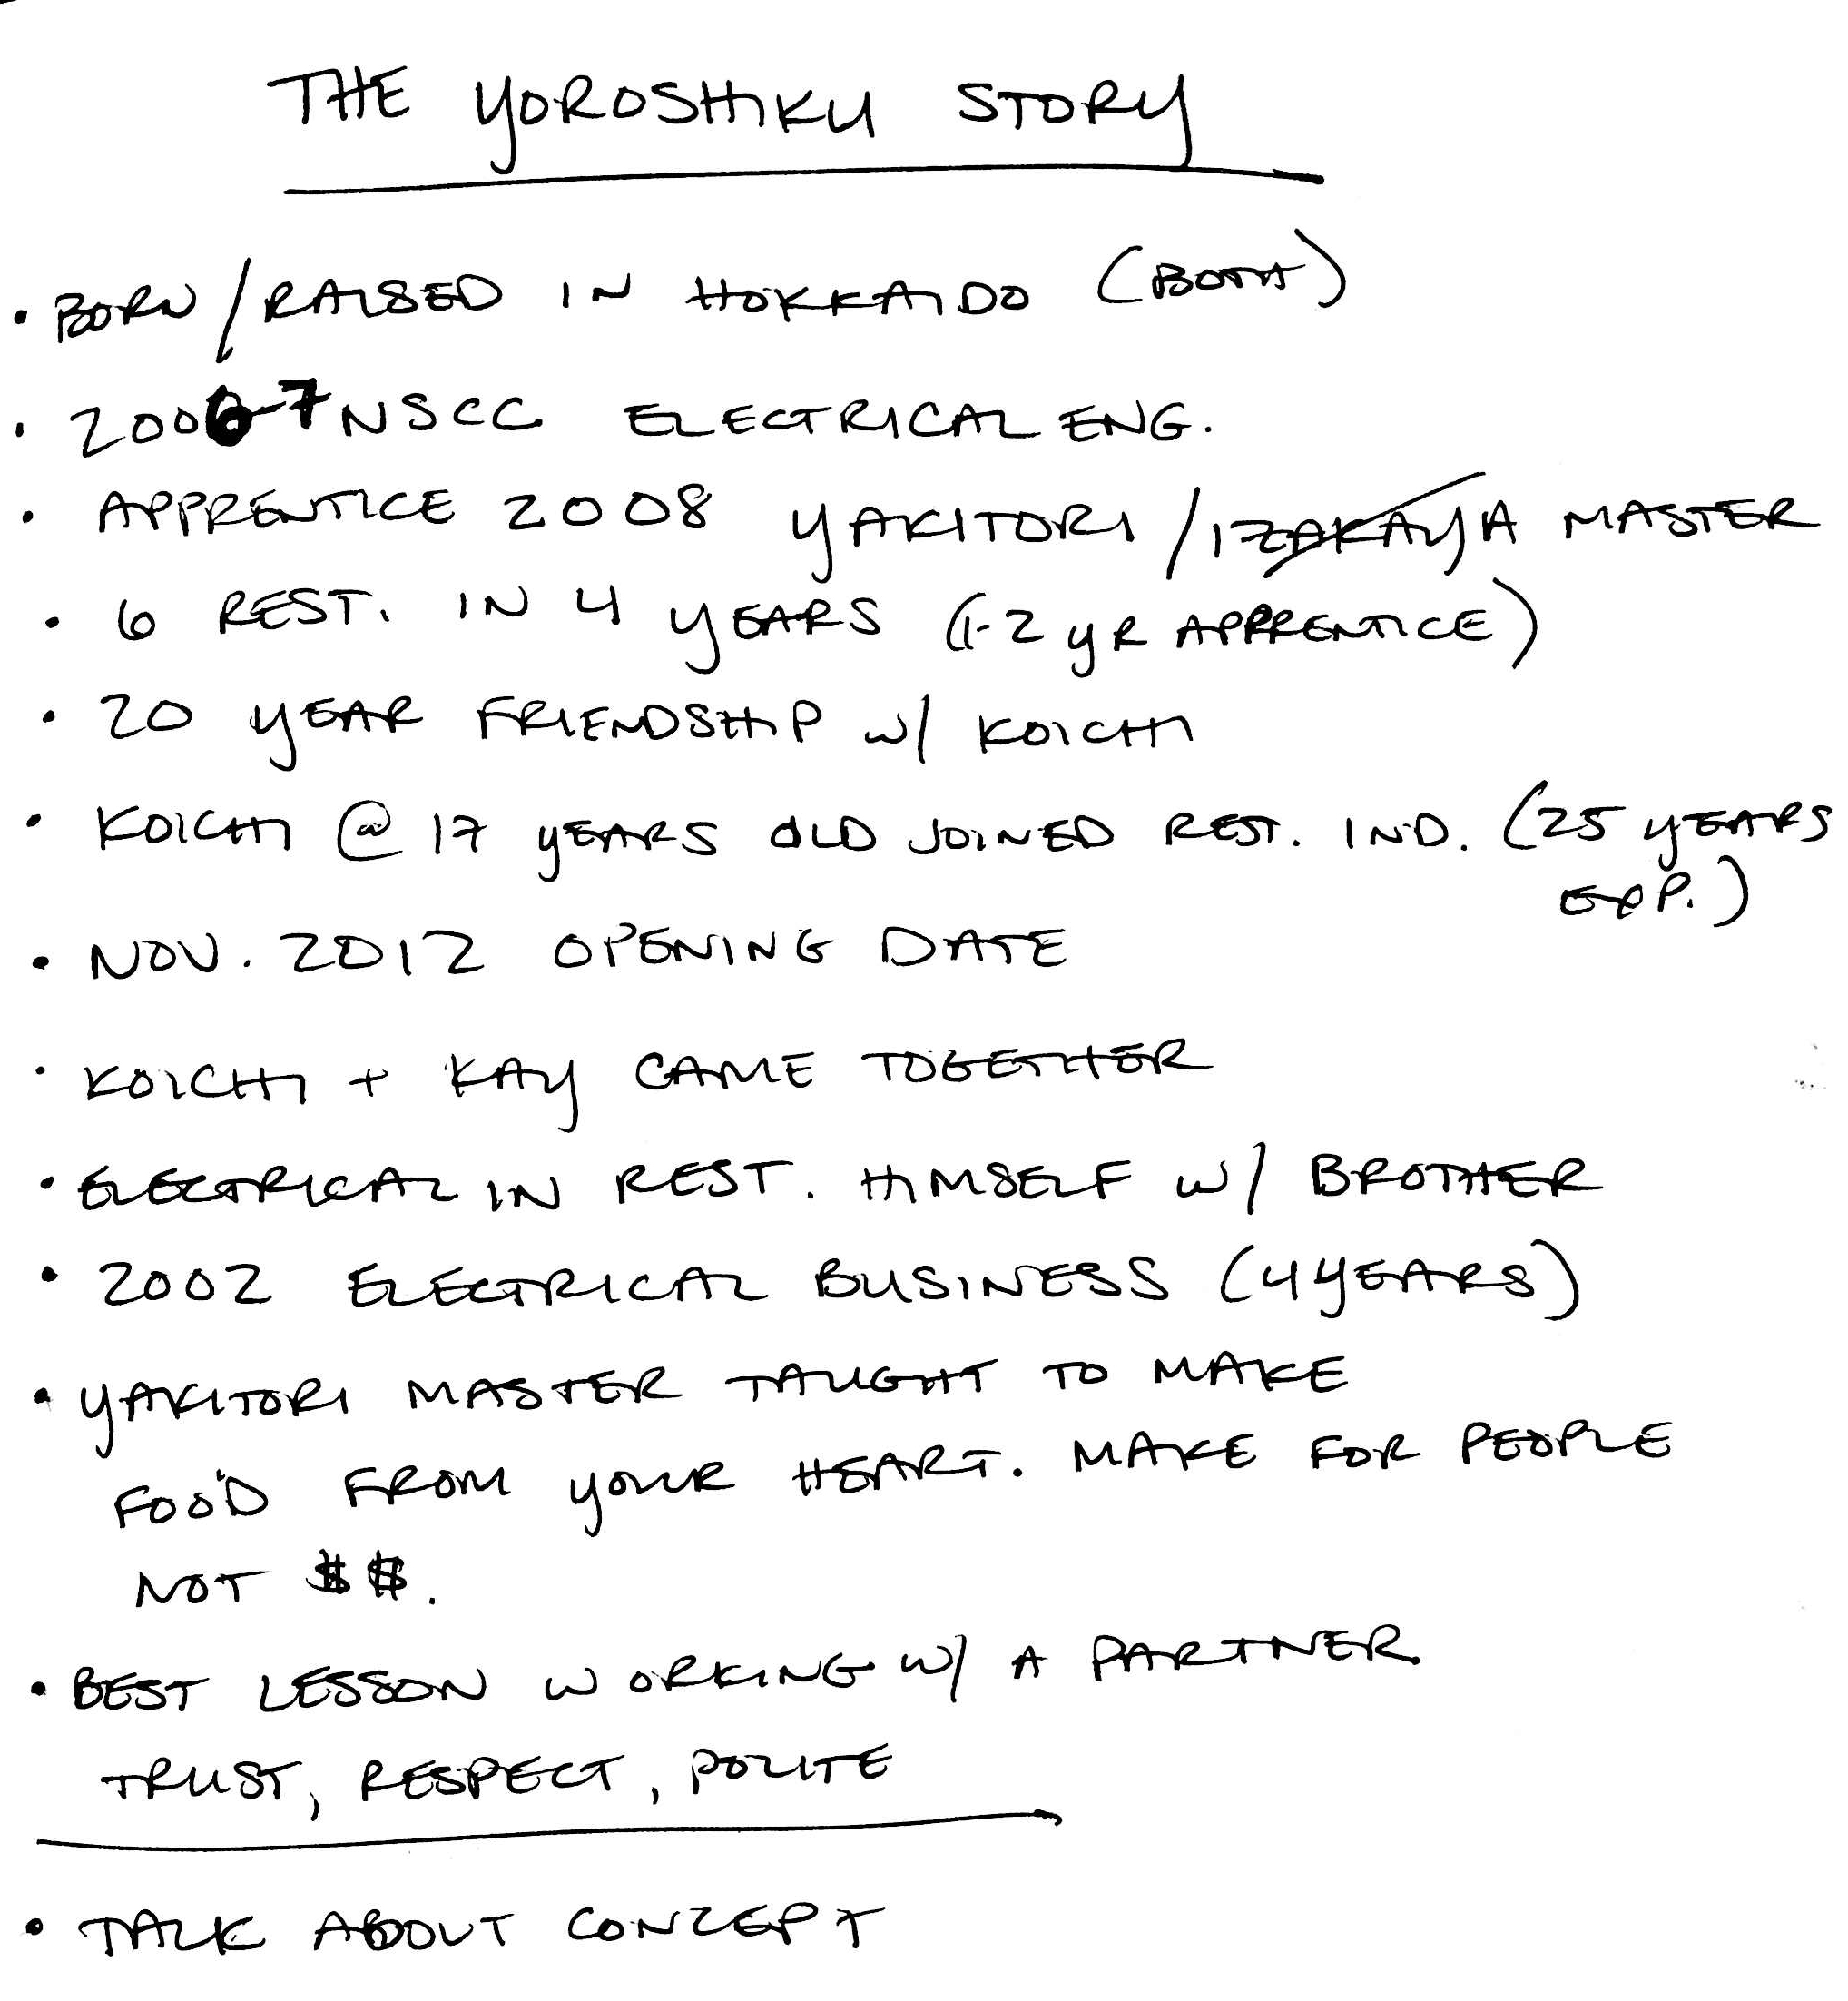 THE YOROSHIKU STORY
• BORN/RAISED IN HOKKAIDO (BOTH)
• 2006-7 NSCC ELECTRICAL ENG.
• APPRENTICE 2008 YAKITORI/IZAKAYA MASTER
• 6 REST. IN 4 YEARS (1-2 YR APPRENTICE)
• 20 YEAR FRIENDSHIP W/ KOICHI
• KOICHI @ 17 YEARS OLD JOINED REST. IND. (25 YEARS
EXP.)
• NOV. 2012 OPENING DATE
• KOICHI + KAY CAME TOGETHER
• ELECTRICAL IN REST. HIMSELF W/ BROTHER
• 2002 ELECTRICAL BUSINESS (4 YEARS)
• YAKITORI MASTER TAUGHT TO MAKE
FOOD FROM YOUR HEART. MAKE FOR PEOPLE
NOT $$.
• BEST LESSON WORKING W/ A PARTNER
TRUST, RESPECT, POLITE
• TALK ABOUT CONCEPT